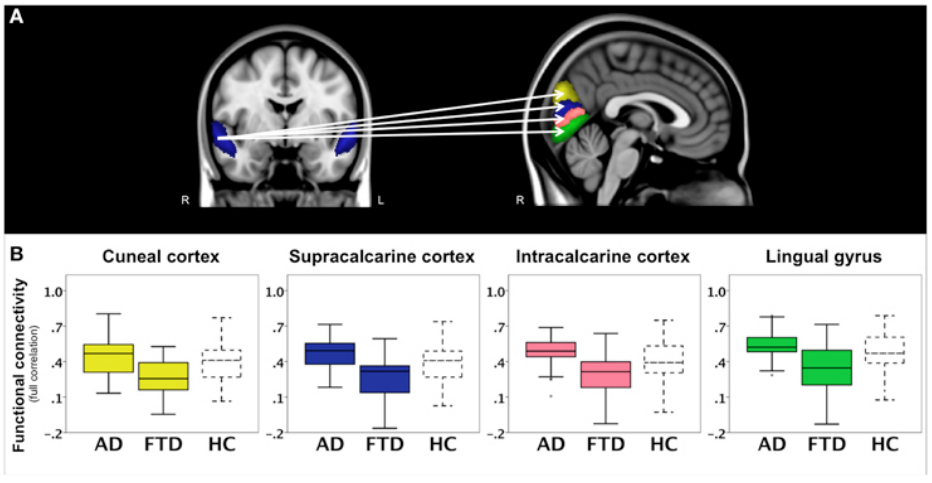 A
R L R
B
Cuneal cortex Supracalcarine cortex Intracalcarine cortex Lingual gyrus
Functional connectivity
(full correlation)
1.0 1.0 1.0 1.0
.7 .7 .7 .7
.4 .4 .4 .4
.1 .1 .1 .1
-.2 -.2 -.2 -.2
AD FTD HC AD FTD HC AD FTD HC AD FTD HC